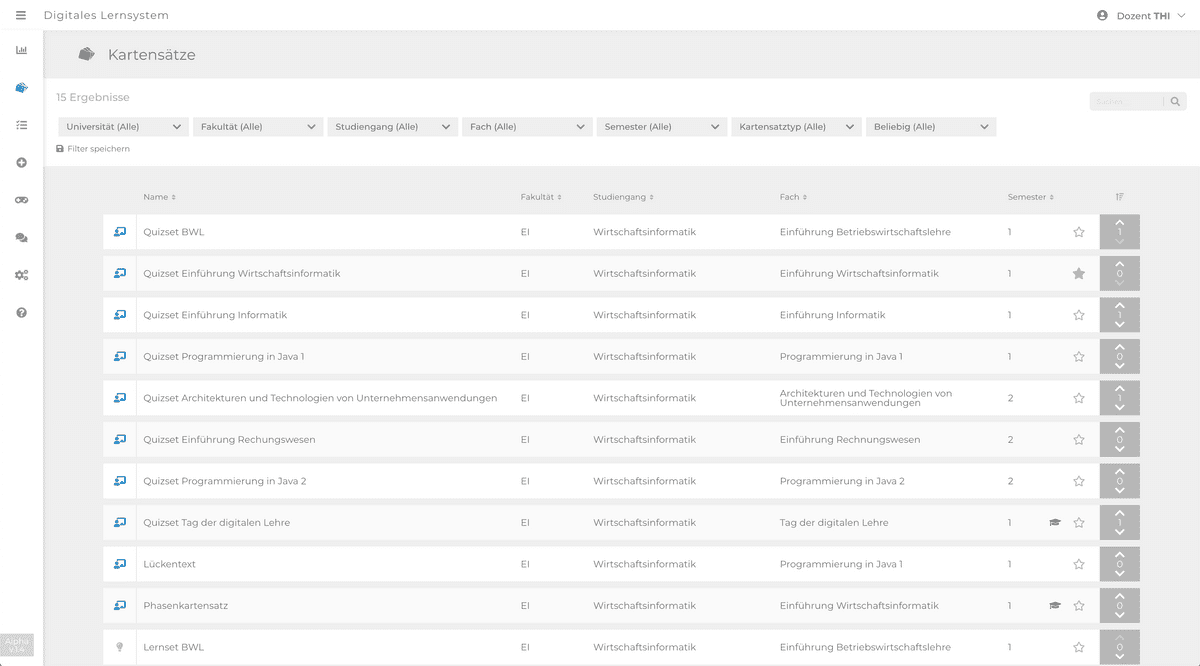 Digitales Lernsystem
Dozent THI
Kartensätze
15 Ergebnisse
Suchen ...
Universität (Alle) Fakultät (Alle) Studiengang (Alle) Fach (Alle) Semester (Alle) Kartensatztyp (Alle) Beliebig (Alle)
Filter speichern
Name Fakultät Studiengang Fach Semester
Quizset BWL EI Wirtschaftsinformatik Einführung Betriebswirtschaftslehre 1 1
Quizset Einführung Wirtschaftsinformatik EI Wirtschaftsinformatik Einführung Wirtschaftsinformatik 1 0
Quizset Einführung Informatik EI Wirtschaftsinformatik Einführung Informatik 1 1
Quizset Programmierung in Java 1 EI Wirtschaftsinformatik Programmierung in Java 1 1 0
Quizset Architekturen und Technologien von Unternehmensanwendungen EI Wirtschaftsinformatik Architekturen und Technologien von
Unternehmensanwendungen 2 1
Quizset Einführung Rechungswesen EI Wirtschaftsinformatik Einführung Rechnungswesen 2 0
Quizset Programmierung in Java 2 EI Wirtschaftsinformatik Programmierung in Java 2 2 0
Quizset Tag der digitalen Lehre EI Wirtschaftsinformatik Tag der digitalen Lehre 1 1
Lückentext EI Wirtschaftsinformatik Programmierung in Java 1 1 0
Phasenkartensatz EI Wirtschaftsinformatik Einführung Wirtschaftsinformatik 1 0
Lernset BWL EI Wirtschaftsinformatik Einführung Betriebswirtschaftslehre 1 0
Alpha
v1.4